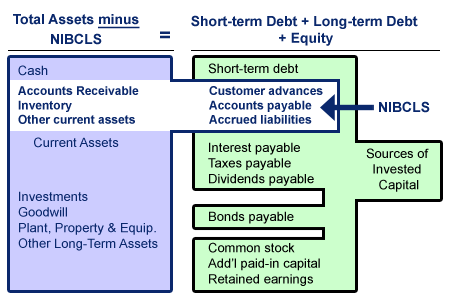 Total Assets minus
NIBCLS
=
Short-term Debt + Long-term Debt
+ Equity
Cash
Accounts Receivable
Inventory
Other current assets
Current Assets
Investments
Goodwill
Plant, Property & Equip.
Other Long-Term Assets
Short-term debt
Customer advances
Accounts payable
Accrued liabilities
NIBCLS
Interest payable
Taxes payable
Dividends payable
Bonds payable
Common stock
Add'l paid-in capital
Retained earnings
Sources of
Invested
Capital